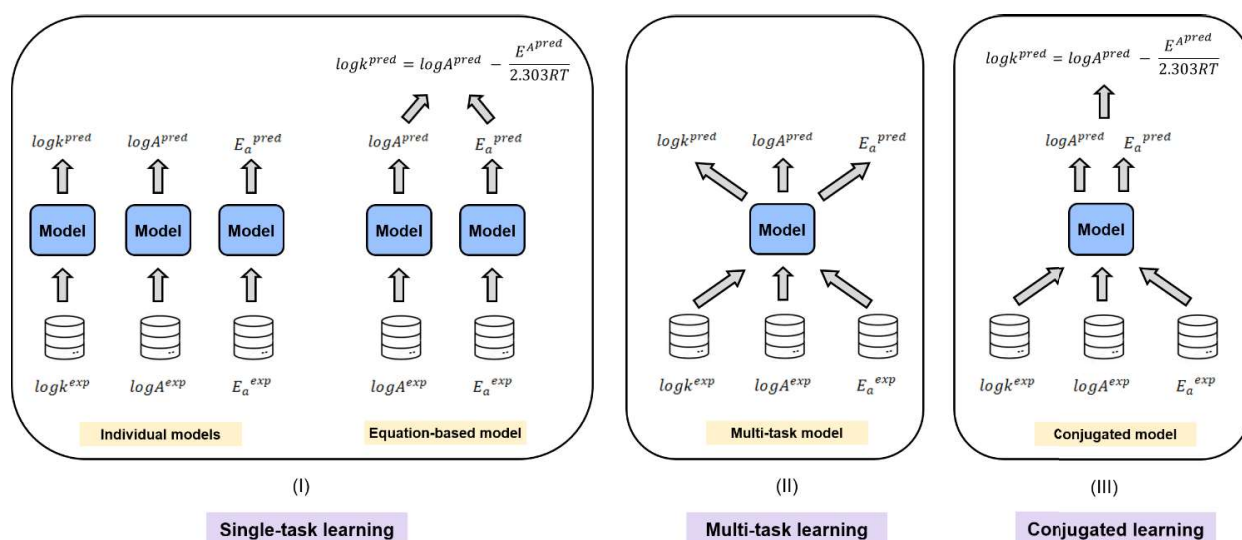 logk^{pred} = logA^{pred} − \frac{E^{A^{pred}}}{2.303RT}
logk^{pred} logA^{pred} E_a^{pred} logA^{pred} E_a^{pred}
Model Model Model Model Model
logk^{exp} logA^{exp} E_a^{exp} logA^{exp} E_a^{exp}
Individual models Equation-based model
(I)
Single-task learning
logk^{pred} logA^{pred} E_a^{pred}
Model
logk^{exp} logA^{exp} E_a^{exp}
Multi-task model
(II)
Multi-task learning
logk^{pred} = logA^{pred} − \frac{E^{A^{pred}}}{2.303RT}
logA^{pred} E_a^{pred}
Model
logk^{exp} logA^{exp} E_a^{exp}
Conjugated model
(III)
Conjugated learning